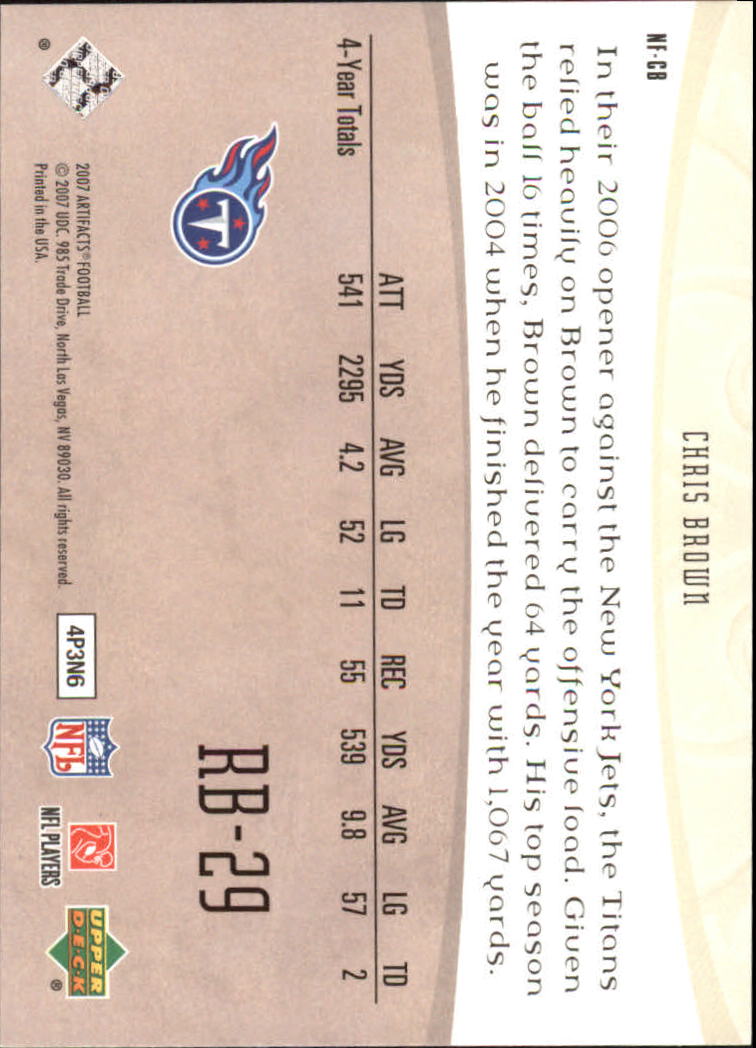 NF-CB
CHRIS BROWN
In their 2006 opener against the New York Jets, the Titans
relied heavily on Brown to carry the offensive load. Given
the ball 16 times, Brown delivered 64 yards. His top season
was in 2004 when he finished the year with 1,067 yards.
ATT YDS AVG LG TD REC YDS AVG LG TD
4-Year Totals 541 2295 4.2 52 11 55 539 9.8 57 2
T
RB-29
2007 ARTIFACTS® FOOTBALL
© 2007 UDC. 985 Trade Drive, North Las Vegas, NV 89030. All rights reserved.
Printed in the USA.
®
4P3N6
NFL
NFL PLAYERS
UPPER
DECK
®